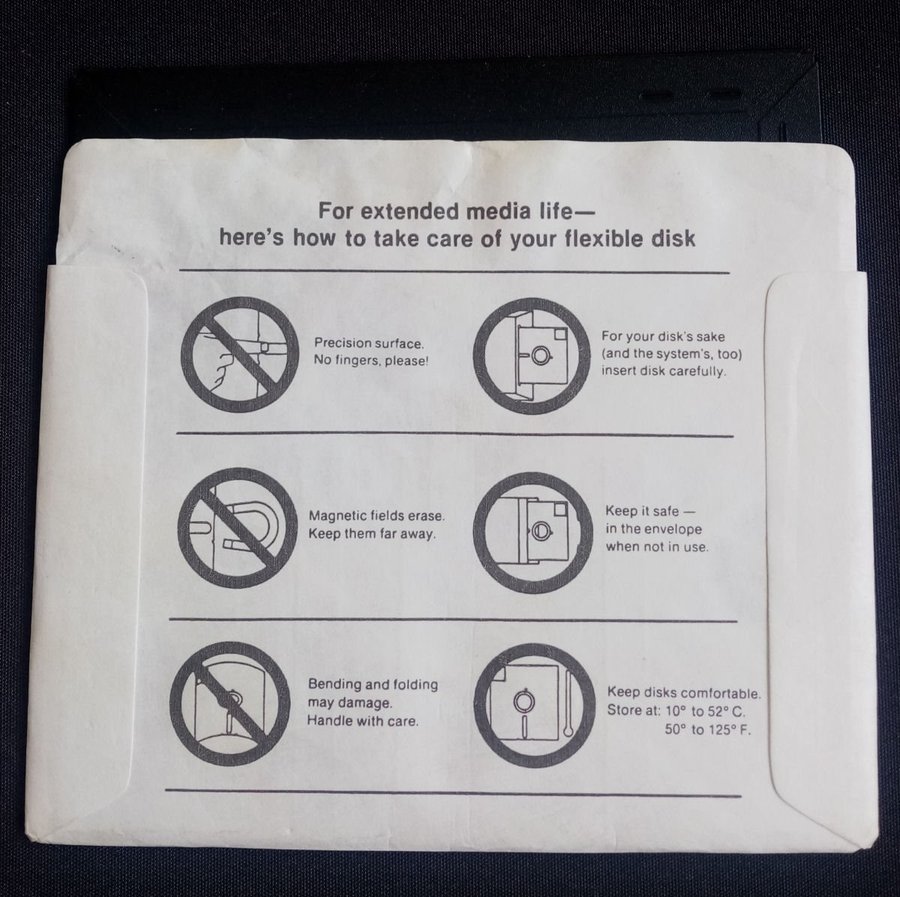 For extended media life—
here's how to take care of your flexible disk
Precision surface.
No fingers, please!
For your disk's sake
(and the system's, too)
insert disk carefully.
Magnetic fields erase.
Keep them far away.
Keep it safe —
in the envelope
when not in use.
Bending and folding
may damage.
Handle with care.
Keep disks comfortable.
Store at: 10° to 52° C.
50° to 125° F.